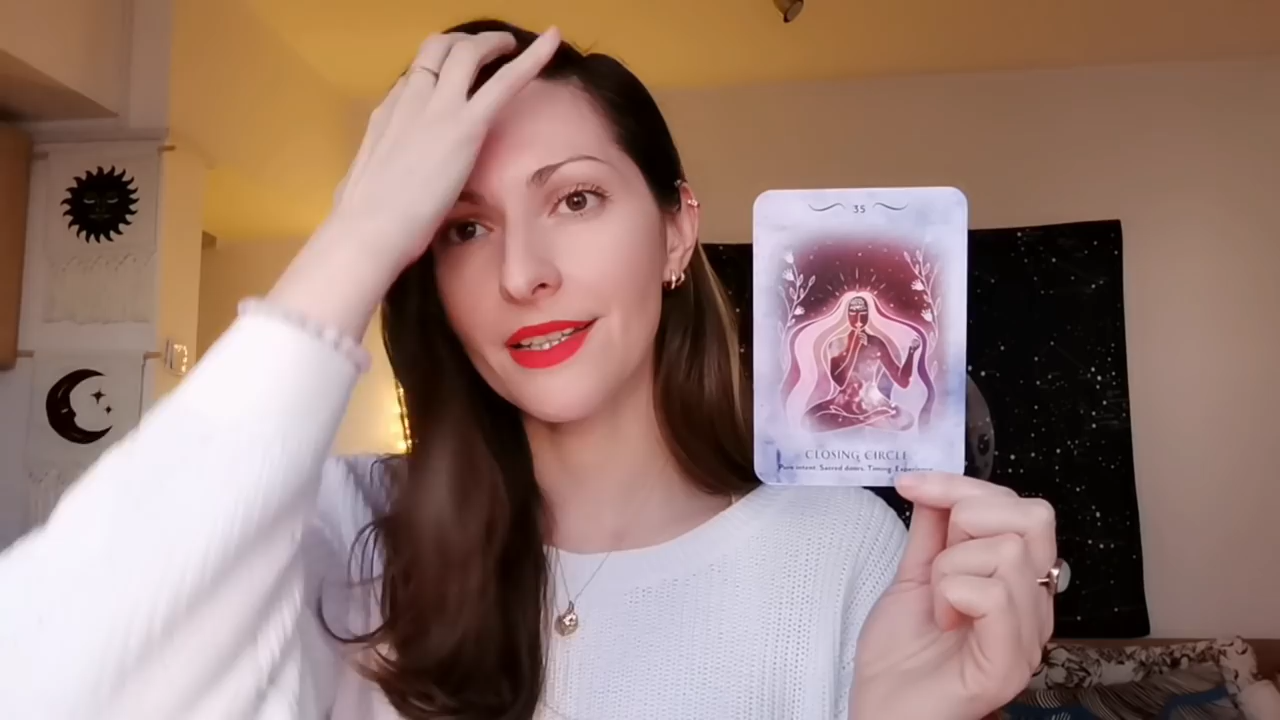 35
CLOSING CIRCLE
Pure intent. Sacred doors. Timing. Experience